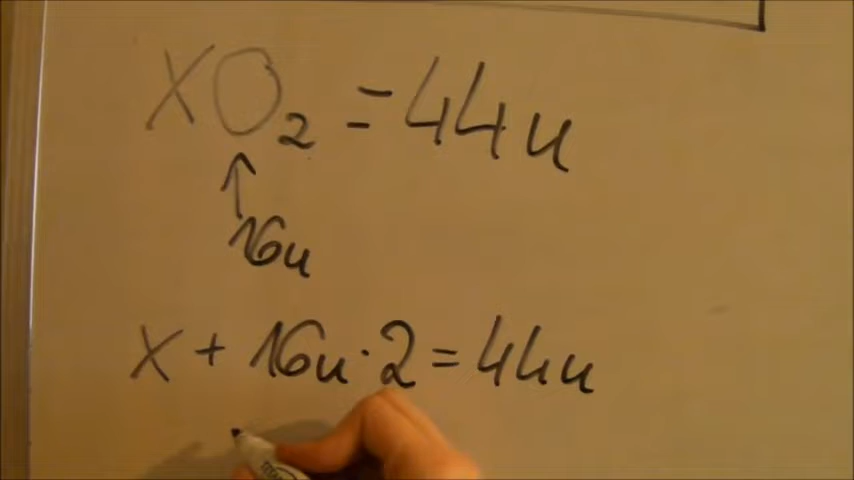 XO₂ = 44u
↑
16u
x + 16u · 2 = 44u